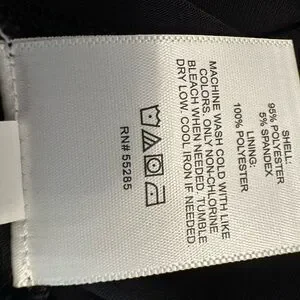 SHELL:
95% POLYESTER
5% SPANDEX
LINING:
100% POLYESTER
MACHINE WASH COLD WITH LIKE
COLORS, ONLY NON-CHLORINE
BLEACH WHEN NEEDED, TUMBLE
DRY LOW, COOL IRON IF NEEDED
RN# 55285